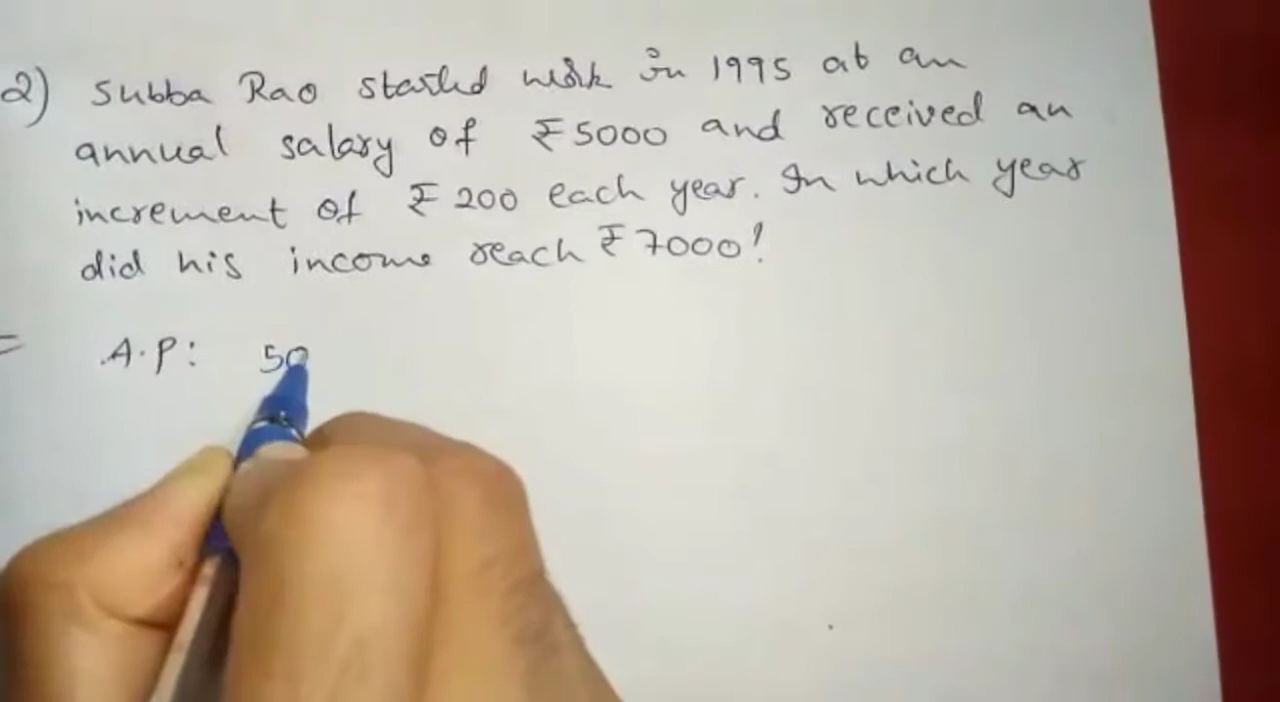 2) Subba Rao started work in 1995 at an
annual salary of ₹5000 and received an
increment of ₹200 each year. In which year
did his income reach ₹7000!
= A.P: 50